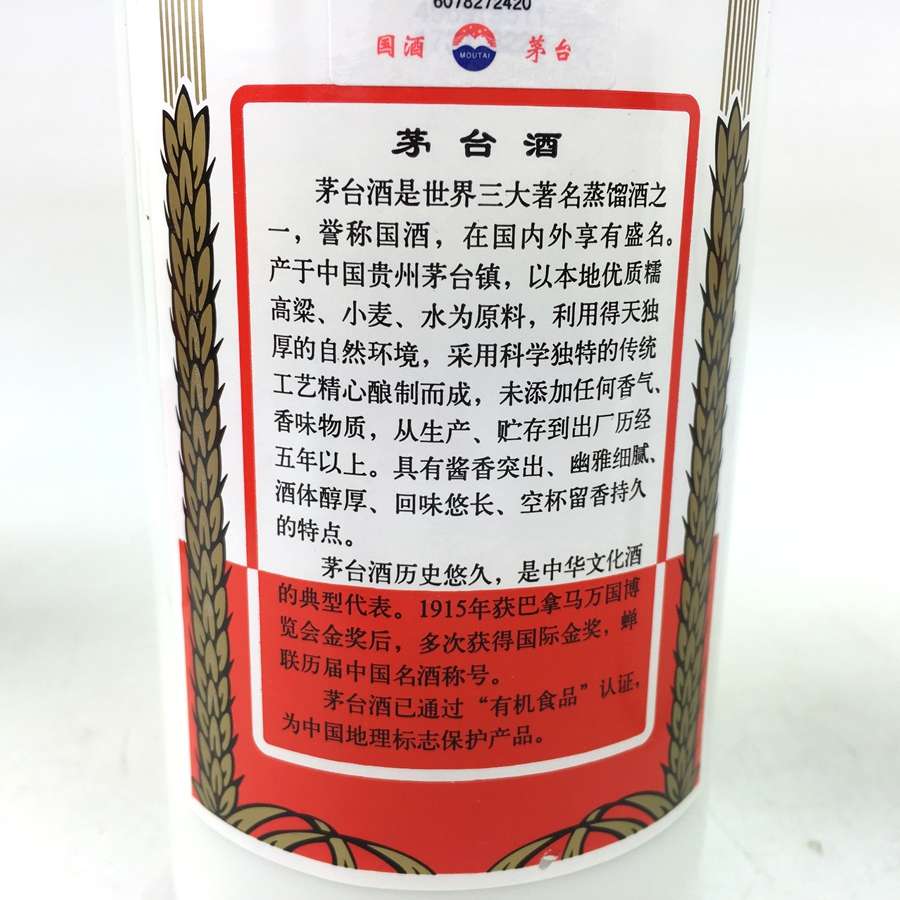 6078272420
国酒 MOUTAI 茅台
茅台酒
茅台酒是世界三大著名蒸馏酒之
一，誉称国酒，在国内外享有盛名。
产于中国贵州茅台镇，以本地优质糯
高粱、小麦、水为原料，利用得天独
厚的自然环境，采用科学独特的传统
工艺精心酿制而成，未添加任何香气、
香味物质，从生产、贮存到出厂历经
五年以上。具有酱香突出、幽雅细腻、
酒体醇厚、回味悠长、空杯留香持久
的特点。
茅台酒历史悠久，是中华文化酒
的典型代表。1915年获巴拿马万国博
览会金奖后，多次获得国际金奖，蝉
联历届中国名酒称号。
茅台酒已通过“有机食品”认证，
为中国地理标志保护产品。